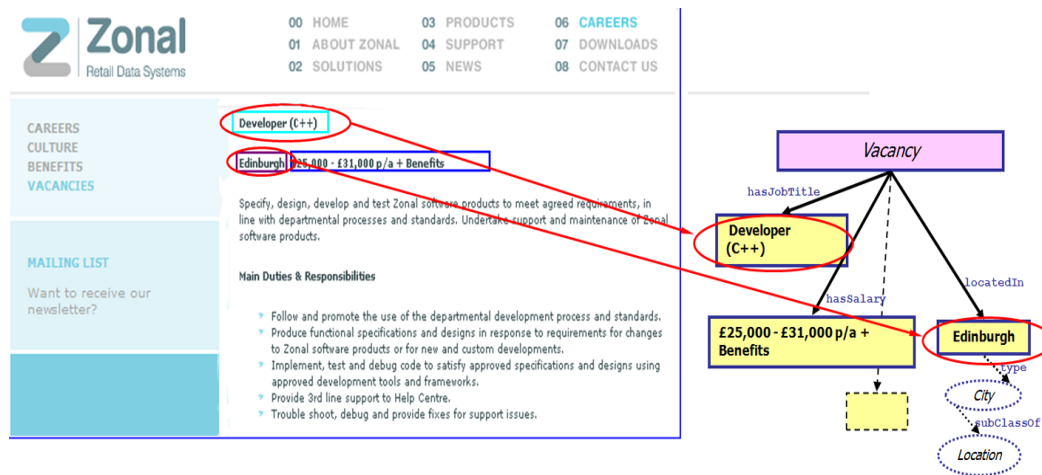 Zonal
Retail Data Systems
00 HOME
01 ABOUT ZONAL
02 SOLUTIONS
03 PRODUCTS
04 SUPPORT
05 NEWS
06 CAREERS
07 DOWNLOADS
08 CONTACT US
CAREERS
CULTURE
BENEFITS
VACANCIES
MAILING LIST
Want to receive our
newsletter?
Developer (C++)
Edinburgh £25,000 - £31,000 p/a + Benefits
Specify, design, develop and test Zonal software products to meet agreed requirements, in
line with departmental processes and standards. Undertake support and maintenance of Zonal
software products.
Main Duties & Responsibilities
Follow and promote the use of the departmental development process and standards.
Produce functional specifications and designs in response to requirements for changes
to Zonal software products or for new and custom developments.
Implement, test and debug code to satisfy approved specifications and designs using
approved development tools and frameworks.
Provide 3rd line support to Help Centre.
Trouble shoot, debug and provide fixes for support issues.
Vacancy
hasJobTitle
Developer
(C++)
hasSalary
locatedIn
£25,000 - £31,000 p/a +
Benefits
Edinburgh
type
City
subClassOf
Location